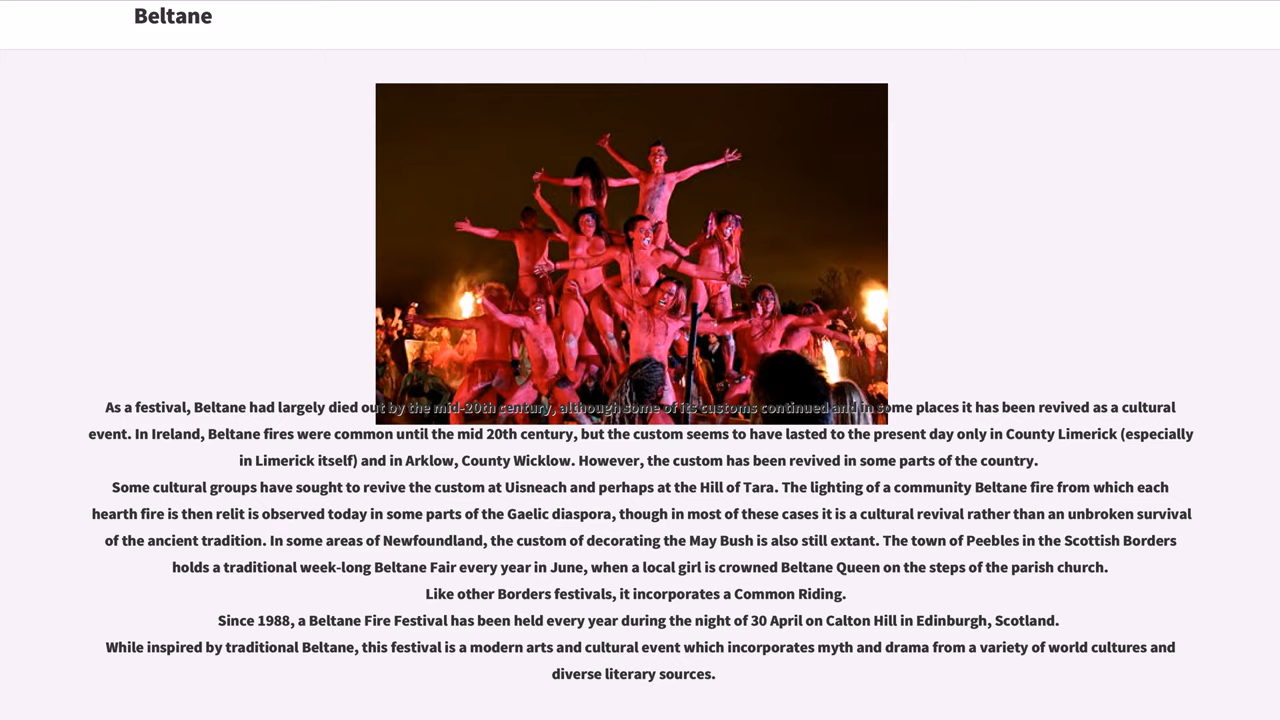 Beltane
As a festival, Beltane had largely died out by the mid-20th century, although some of its customs continued and in some places it has been revived as a cultural
event. In Ireland, Beltane fires were common until the mid 20th century, but the custom seems to have lasted to the present day only in County Limerick (especially
in Limerick itself) and in Arklow, County Wicklow. However, the custom has been revived in some parts of the country.
Some cultural groups have sought to revive the custom at Uisneach and perhaps at the Hill of Tara. The lighting of a community Beltane fire from which each
hearth fire is then relit is observed today in some parts of the Gaelic diaspora, though in most of these cases it is a cultural revival rather than an unbroken survival
of the ancient tradition. In some areas of Newfoundland, the custom of decorating the May Bush is also still extant. The town of Peebles in the Scottish Borders
holds a traditional week-long Beltane Fair every year in June, when a local girl is crowned Beltane Queen on the steps of the parish church.
Like other Borders festivals, it incorporates a Common Riding.
Since 1988, a Beltane Fire Festival has been held every year during the night of 30 April on Calton Hill in Edinburgh, Scotland.
While inspired by traditional Beltane, this festival is a modern arts and cultural event which incorporates myth and drama from a variety of world cultures and
diverse literary sources.